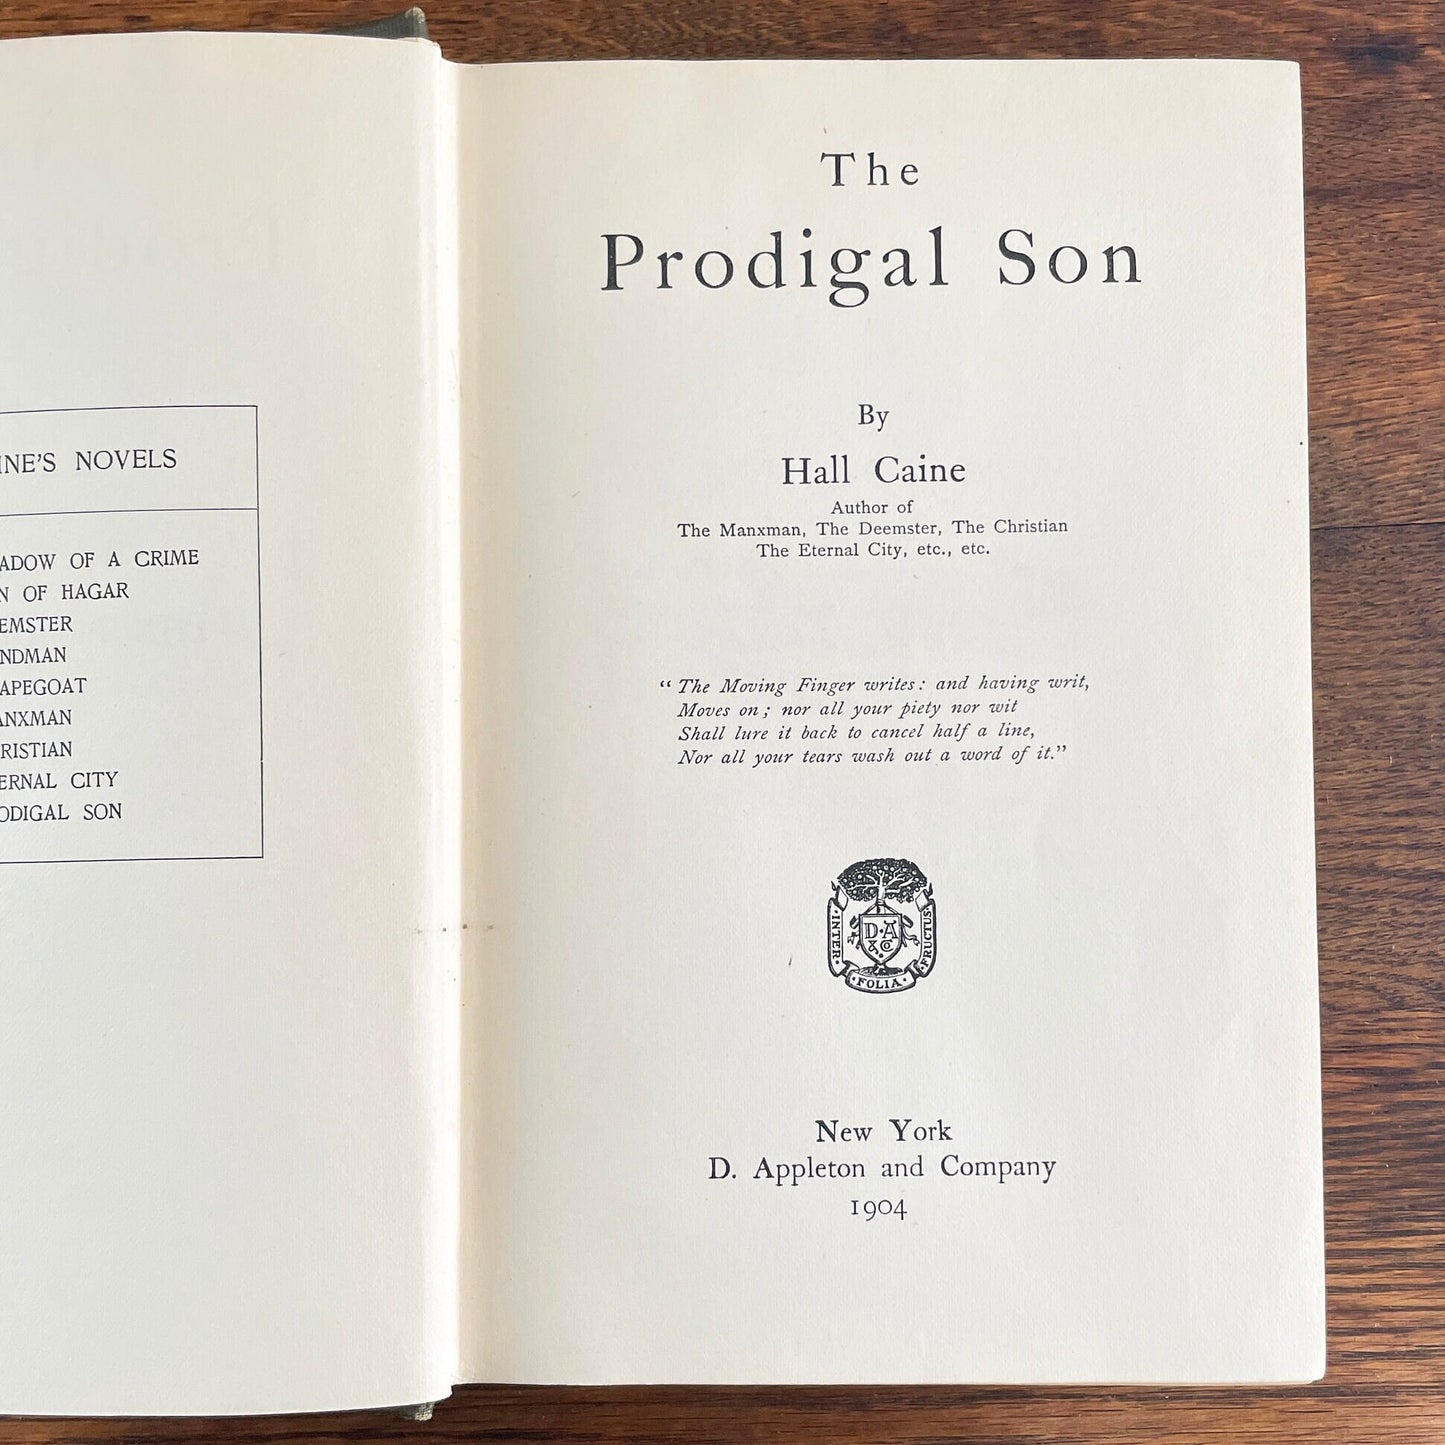 INE'S NOVELS
ADOW OF A CRIME
N OF HAGAR
EMSTER
NDMAN
APEGOAT
ANXMAN
RISTIAN
ERNAL CITY
ODIGAL SON
The
Prodigal Son
By
Hall Caine
Author of
The Manxman, The Deemster, The Christian
The Eternal City, etc., etc.
“ The Moving Finger writes: and having writ,
Moves on; nor all your piety nor wit
Shall lure it back to cancel half a line,
Nor all your tears wash out a word of it.”
D·A
& Co
·INTER·
·FOLIA·
·FRUCTUS·
New York
D. Appleton and Company
1904